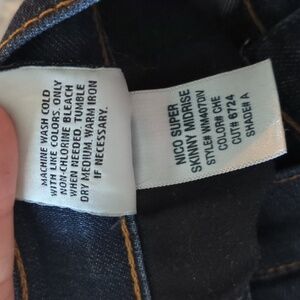 MACHINE WASH COLD
WITH LIKE COLORS. ONLY
NON-CHLORINE BLEACH
WHEN NEEDED. TUMBLE
DRY MEDIUM. WARM IRON
IF NECESSARY.
NICO SUPER
SKINNY MIDRISE
STYLE# WM407DIV
COLOR# CHE
CUT# 6724
SHADE# A